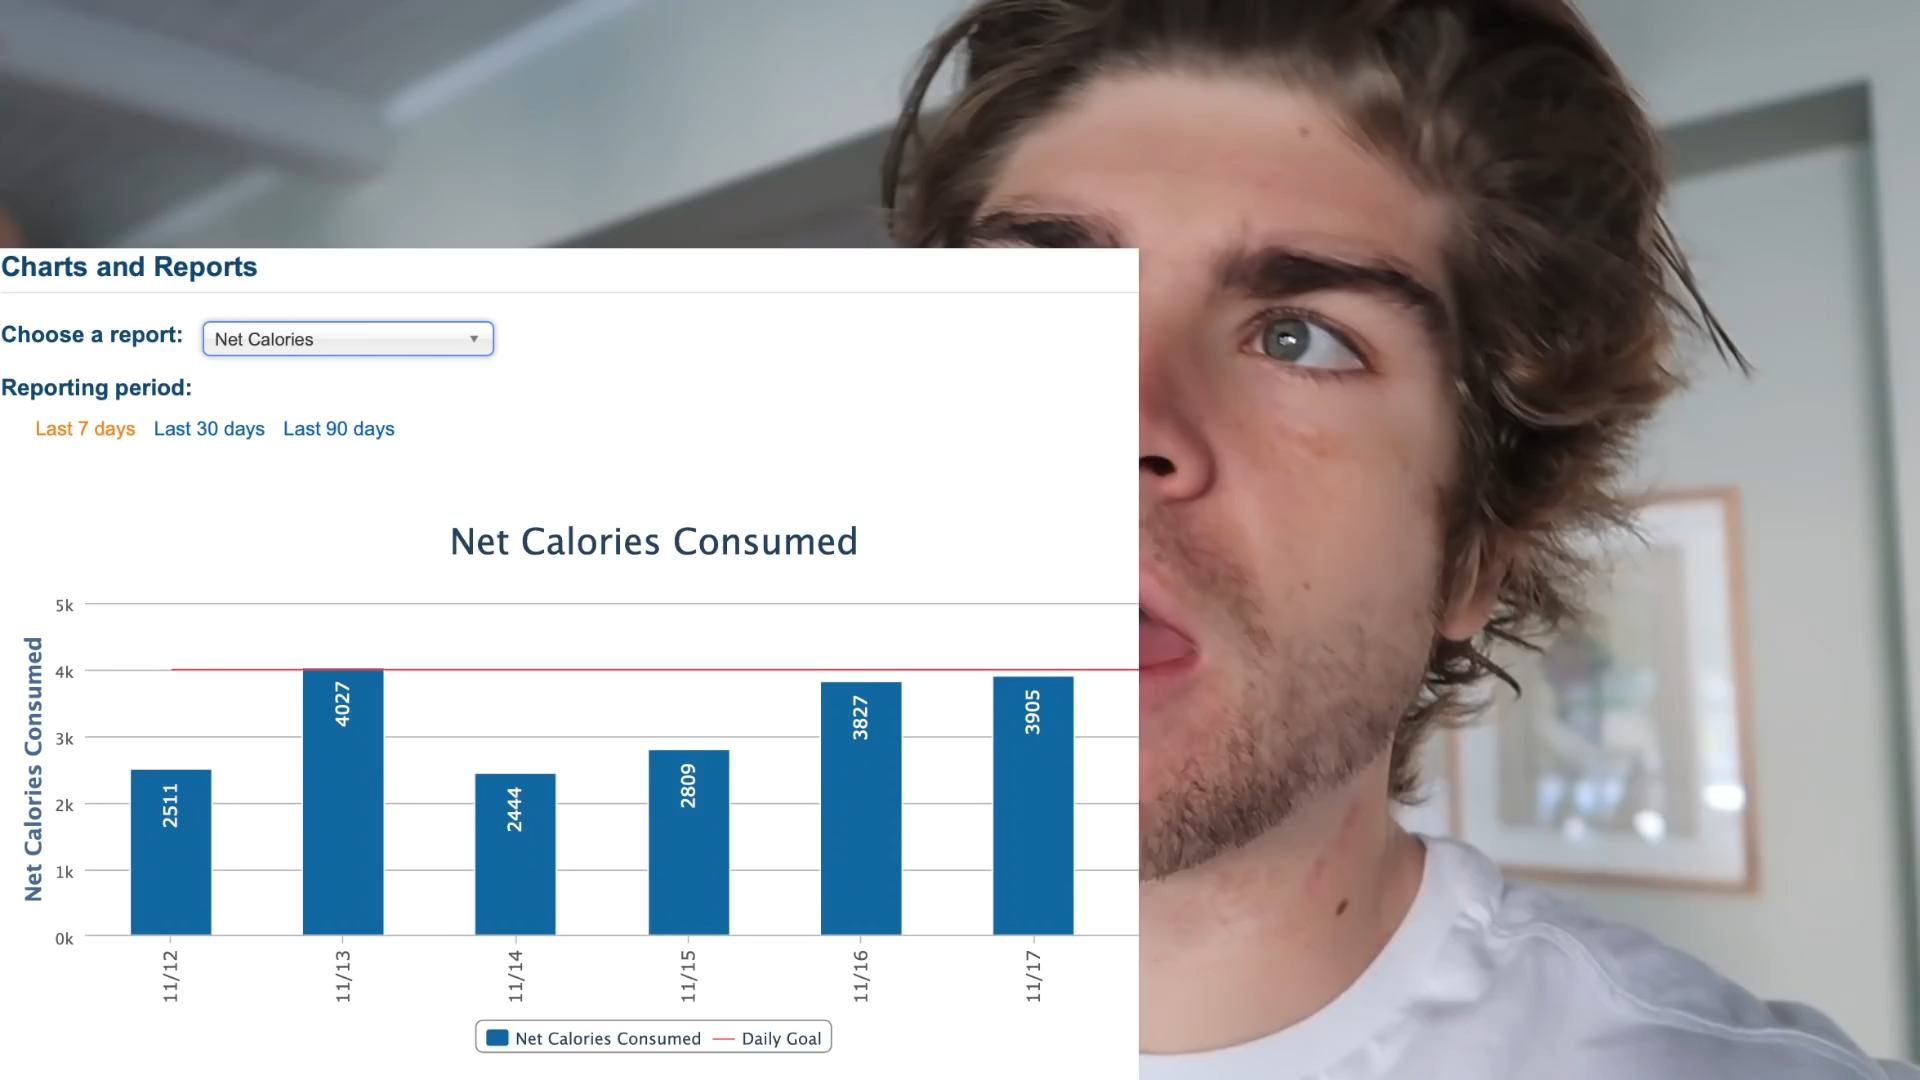 Charts and Reports
Choose a report: Net Calories
Reporting period:
Last 7 days Last 30 days Last 90 days
Net Calories Consumed
Net Calories Consumed
5k
4k
3k
2k
1k
0k
2511
4027
2444
2809
3827
3905
11/12
11/13
11/14
11/15
11/16
11/17
Net Calories Consumed Daily Goal